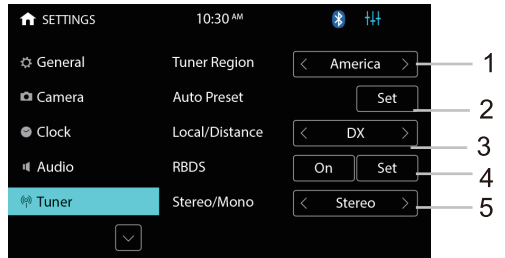 SETTINGS 10:30 AM
General Tuner Region America 1
Camera Auto Preset Set 2
Clock Local/Distance DX 3
Audio RBDS On Set 4
Tuner Stereo/Mono Stereo 5